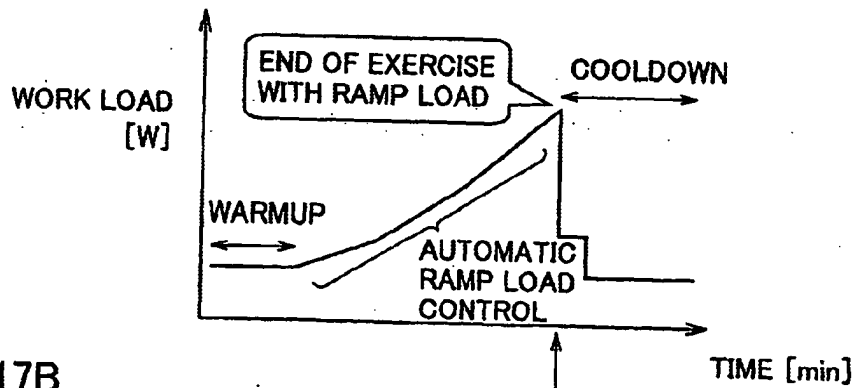 END OF EXERCISE
WITH RAMP LOAD
COOLDOWN
WORK LOAD
[W]
WARMUP
AUTOMATIC
RAMP LOAD
CONTROL
TIME [min]
17B